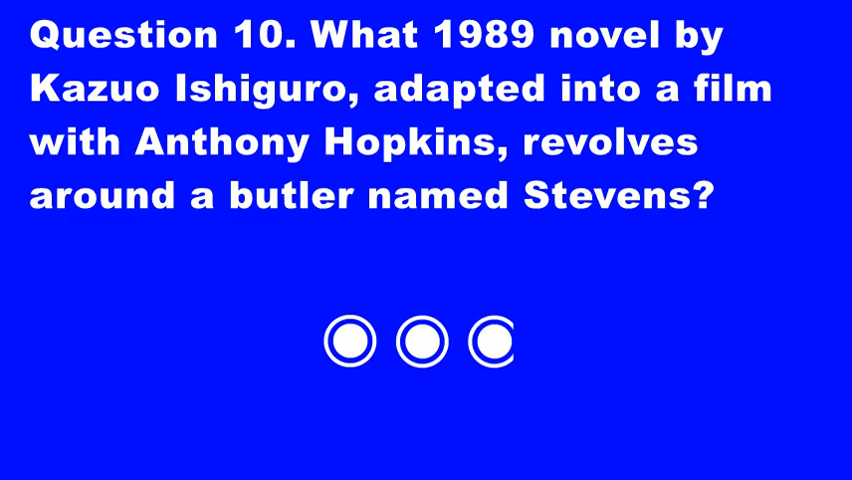 Question 10. What 1989 novel by
Kazuo Ishiguro, adapted into a film
with Anthony Hopkins, revolves
around a butler named Stevens?